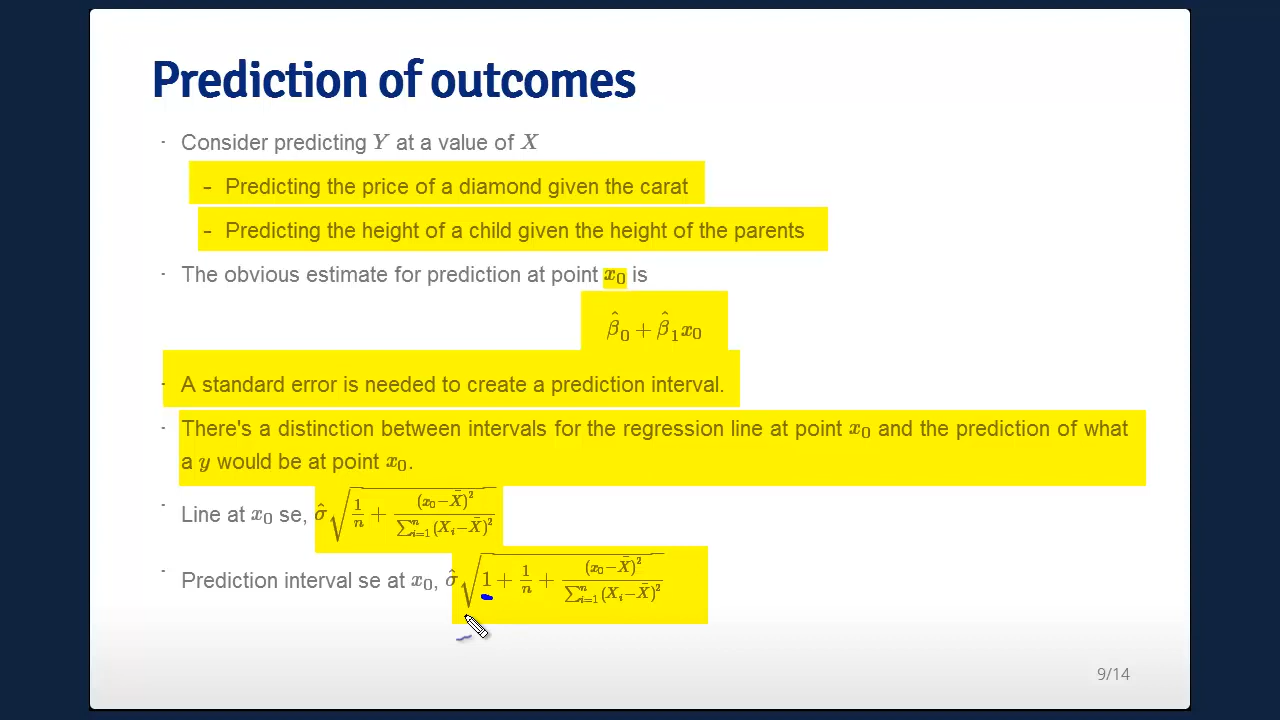 Prediction of outcomes
· Consider predicting Y at a value of X
- Predicting the price of a diamond given the carat
- Predicting the height of a child given the height of the parents
· The obvious estimate for prediction at point x₀ is
β̂₀ + β̂₁x₀
· A standard error is needed to create a prediction interval.
· There's a distinction between intervals for the regression line at point x₀ and the prediction of what
a y would be at point x₀.
· Line at x₀ se, σ̂√(1/n + (x₀−X̄)²/∑ⁿᵢ₌₁(Xᵢ−X̄)²)
· Prediction interval se at x₀, σ̂√(1 + 1/n + (x₀−X̄)²/∑ⁿᵢ₌₁(Xᵢ−X̄)²)
9/14